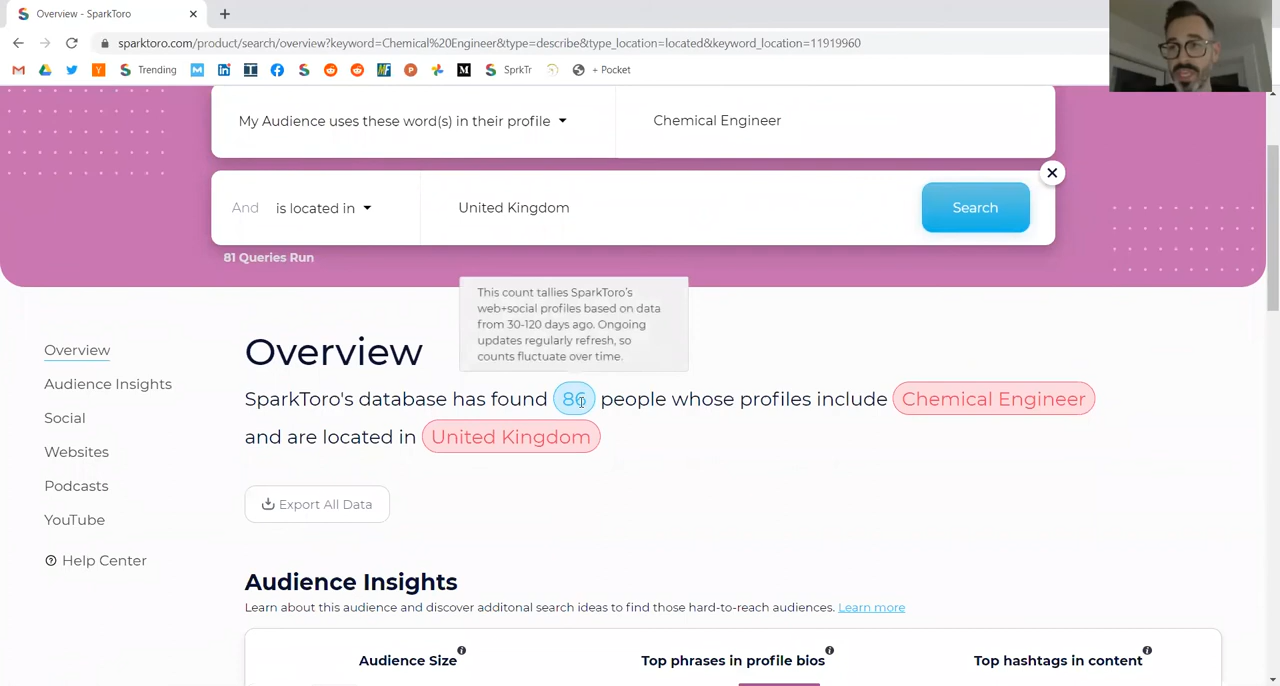 Overview - SparkToro
sparktoro.com/product/search/overview?keyword=Chemical%20Engineer&type=describe&type_location=located&keyword_location=11919960
Trending
SprkTr
+ Pocket
My Audience uses these word(s) in their profile
Chemical Engineer
And is located in
United Kingdom
Search
81 Queries Run
This count tallies SparkToro's
web+social profiles based on data
from 30-120 days ago. Ongoing
updates regularly refresh, so
counts fluctuate over time.
Overview
Audience Insights
Social
Websites
Podcasts
YouTube
Help Center
Overview
SparkToro's database has found 86 people whose profiles include Chemical Engineer
and are located in United Kingdom
Export All Data
Audience Insights
Learn about this audience and discover additonal search ideas to find those hard-to-reach audiences. Learn more
Audience Size
Top phrases in profile bios
Top hashtags in content